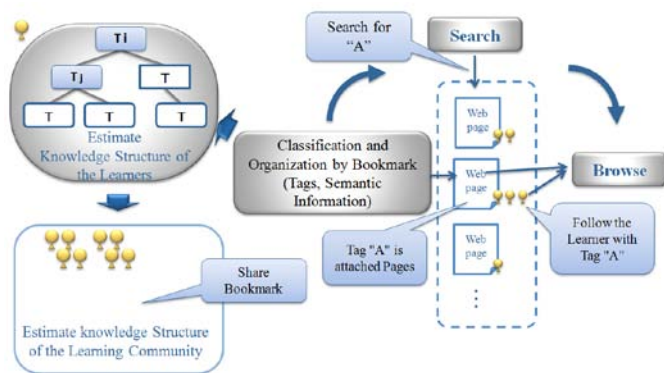 Ti
Tj
T
T
T
T
Estimate
Knowledge Structure of
the Learners
Search for
“A”
Search
Classification and
Organization by Bookmark
(Tags, Semantic
Information)
Web
page
Web
page
Web
page
⋮
Browse
Tag "A" is
attached Pages
Follow the
Learner with
Tag "A"
Share
Bookmark
Estimate knowledge Structure
of the Learning Community